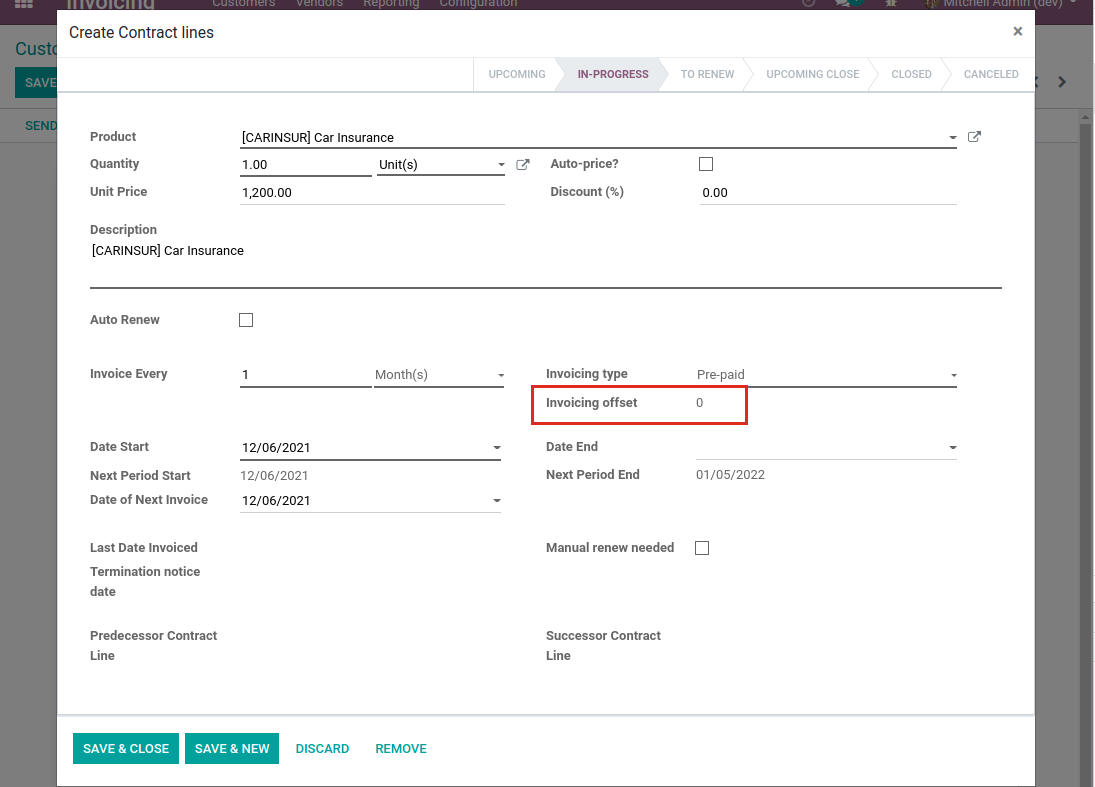 Invoicing Customers Vendors Reporting Configuration Mitchell Admin (dev)
Create Contract lines ×
Custo
SAVE
UPCOMING IN-PROGRESS TO RENEW UPCOMING CLOSE CLOSED CANCELED
SEND
Product [CARINSUR] Car Insurance
Quantity 1.00 Unit(s) Auto-price?
Unit Price 1,200.00 Discount (%) 0.00
Description
[CARINSUR] Car Insurance
Auto Renew
Invoice Every 1 Month(s) Invoicing type Pre-paid
Invoicing offset 0
Date Start 12/06/2021 Date End
Next Period Start 12/06/2021 Next Period End 01/05/2022
Date of Next Invoice 12/06/2021
Last Date Invoiced Manual renew needed
Termination notice
date
Predecessor Contract Successor Contract
Line Line
SAVE & CLOSE SAVE & NEW DISCARD REMOVE